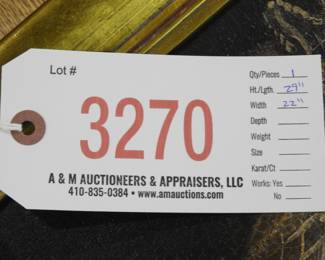 Lot #
3270
A & M AUCTIONEERS & APPRAISERS, LLC
410-835-0384 • www.amauctions.com
Qty/Pieces 1
Ht./Lgth. 29"
Width 22"
Depth
Weight
Size
Karat/Ct
Works: Yes
No